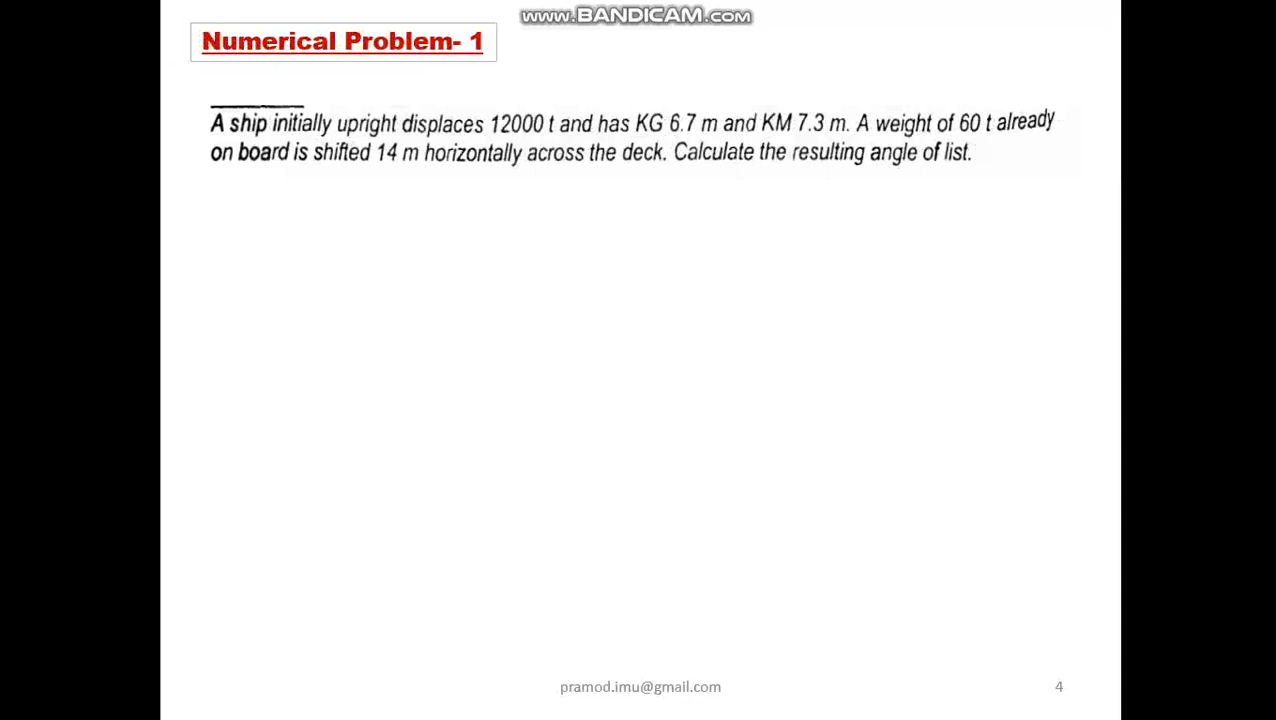 www.BANDICAM.com
Numerical Problem- 1
A ship initially upright displaces 12000 t and has KG 6.7 m and KM 7.3 m. A weight of 60 t already
on board is shifted 14 m horizontally across the deck. Calculate the resulting angle of list.
pramod.imu@gmail.com
4